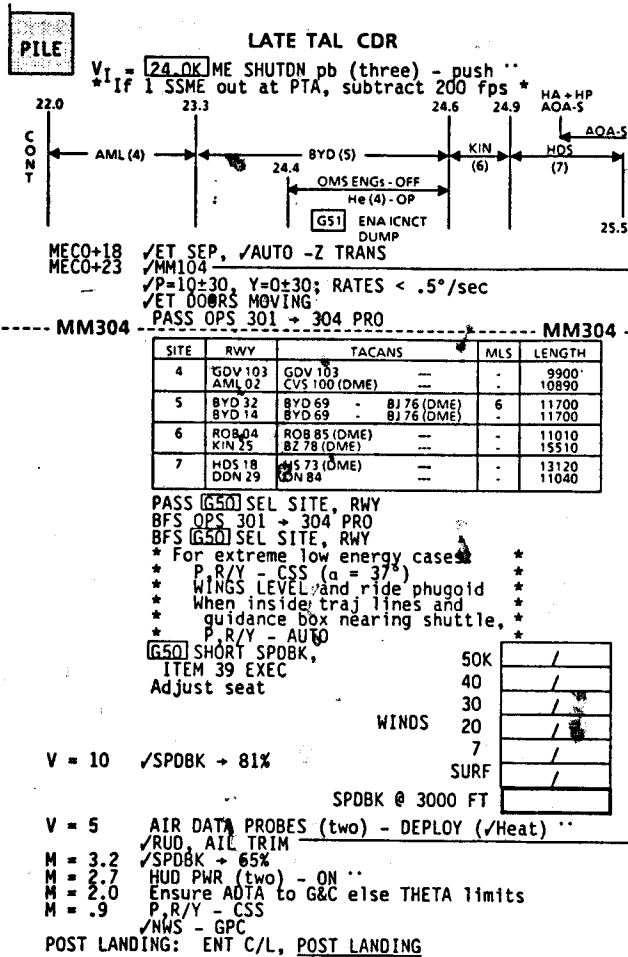 PILE
LATE TAL CDR
VI = 24.0K ME SHUTDN pb (three) - push ··
*If 1 SSME out at PTA, subtract 200 fps *
22.0 23.3 24.6 24.9 HA + HP
AOA-S
CONT
AML (4) BYD (5) KIN (6) HDS (7) AOA-S
24.4 OMS ENGs - OFF
He (4) - OP
G51 ENA ICNCT DUMP
25.5
MECO+18 √ET SEP, √AUTO -Z TRANS
MECO+23 √MM104
√P=10±30, Y=0±30; RATES < .5°/sec
√ET DOORS MOVING
PASS OPS 301 → 304 PRO
----- MM304 ----- MM304 -
SITE RWY TACANS MLS LENGTH
4 GDV 103 GDV 103 --- - 9900
AML 02 CVS 100 (DME) --- - 10890
5 BYD 32 BYD 69 - BJ 76 (DME) 6 11700
BYD 14 BYD 69 - BJ 76 (DME) - 11700
6 ROB 04 ROB 85 (DME) --- - 11010
KIN 25 BZ 78 (DME) --- - 15510
7 HDS 18 HS 73 (DME) --- - 13120
DDN 29 DN 84 --- - 11040
PASS G50 SEL SITE, RWY
BFS OPS 301 → 304 PRO
BFS G50 SEL SITE, RWY
* For extreme low energy cases *
* P,R/Y - CSS (α = 37°) *
* WINGS LEVEL and ride phugoid *
* When inside traj lines and *
* guidance box nearing shuttle, *
* P,R/Y - AUTO *
G50 SHORT SPDBK,
ITEM 39 EXEC
Adjust seat
WINDS
50K /
40 /
30 /
20 /
7 /
SURF /
SPDBK @ 3000 FT
V = 10 √SPDBK → 81%
V = 5 AIR DATA PROBES (two) - DEPLOY (√Heat) ··
√RUD, AIL TRIM
M = 3.2 √SPDBK → 65%
M = 2.7 HUD PWR (two) - ON ··
M = 2.0 Ensure ADTA to G&C else THETA limits
M = .9 P,R/Y - CSS
√NWS - GPC
POST LANDING: ENT C/L, POST LANDING